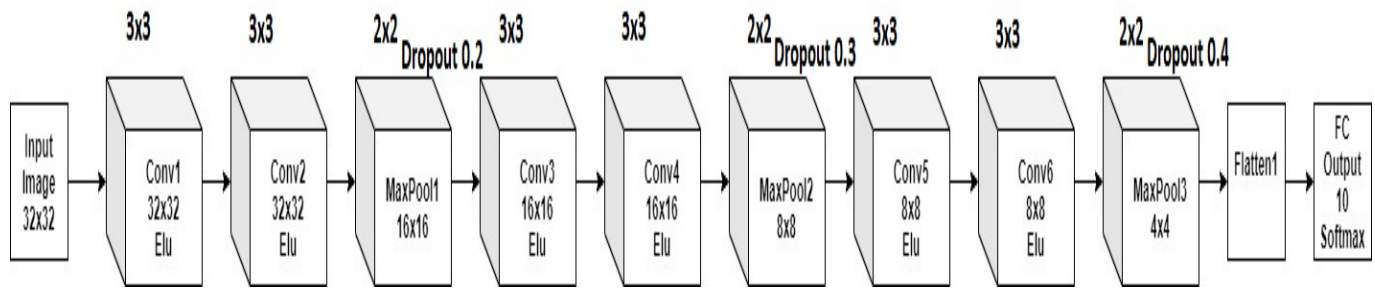 3x3
3x3
2x2
Dropout 0.2
3x3
3x3
2x2
Dropout 0.3
3x3
3x3
2x2
Dropout 0.4
Input
Image
32x32
Conv1
32x32
Elu
Conv2
32x32
Elu
MaxPool1
16x16
Conv3
16x16
Elu
Conv4
16x16
Elu
MaxPool2
8x8
Conv5
8x8
Elu
Conv6
8x8
Elu
MaxPool3
4x4
Flatten1
FC
Output
10
Softmax